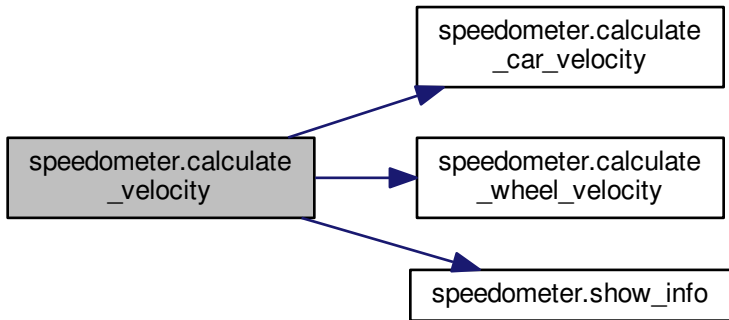 speedometer.calculate
_car_velocity
speedometer.calculate
_velocity
speedometer.calculate
_wheel_velocity
speedometer.show_info